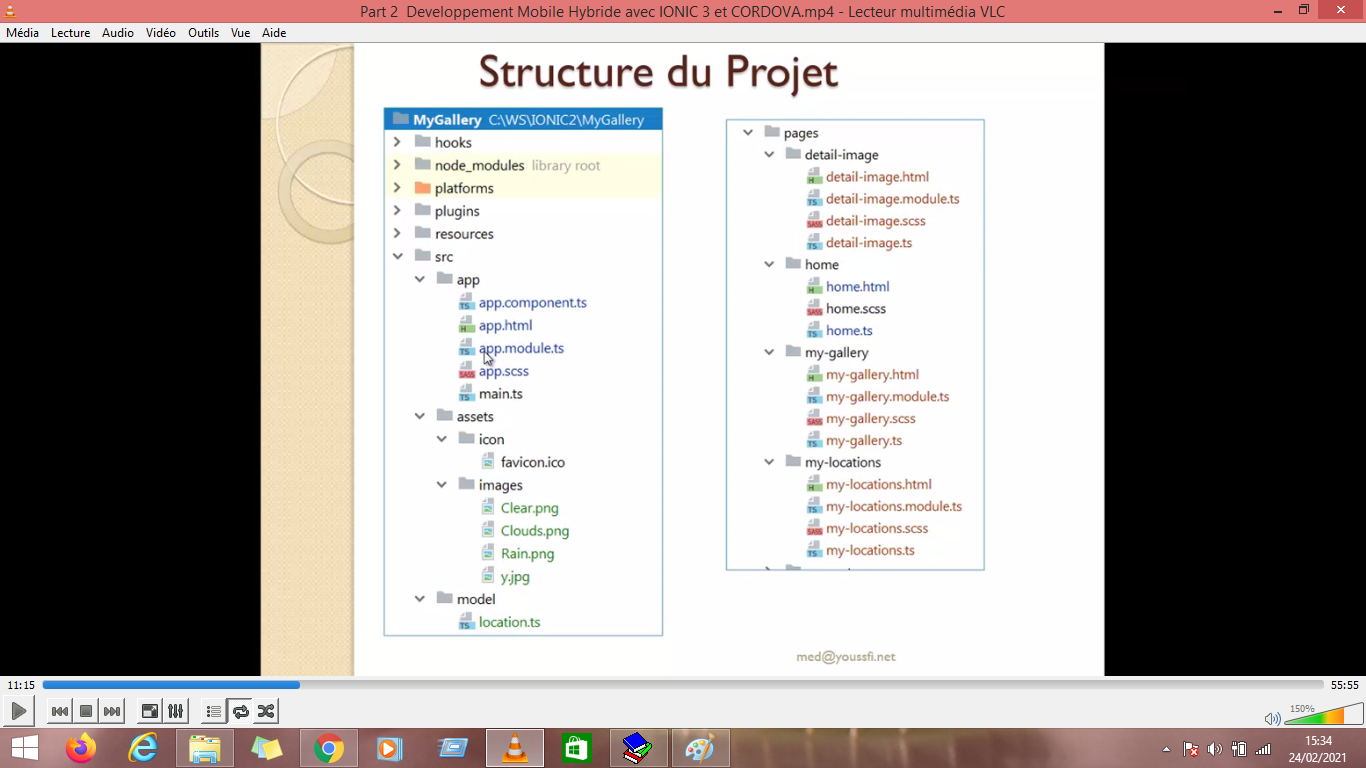 Part 2  Developpement Mobile Hybride avec IONIC 3 et CORDOVA.mp4 - Lecteur multimédia VLC
Média Lecture Audio Vidéo Outils Vue Aide
Structure du Projet
MyGallery C:\WS\IONIC2\MyGallery
hooks
node_modules library root
platforms
plugins
resources
src
app
app.component.ts
app.html
app.module.ts
app.scss
main.ts
assets
icon
favicon.ico
images
Clear.png
Clouds.png
Rain.png
y.jpg
model
location.ts
pages
detail-image
detail-image.html
detail-image.module.ts
detail-image.scss
detail-image.ts
home
home.html
home.scss
home.ts
my-gallery
my-gallery.html
my-gallery.module.ts
my-gallery.scss
my-gallery.ts
my-locations
my-locations.html
my-locations.module.ts
my-locations.scss
my-locations.ts
med@youssfi.net
11:15
55:55
150%
15:34
24/02/2021